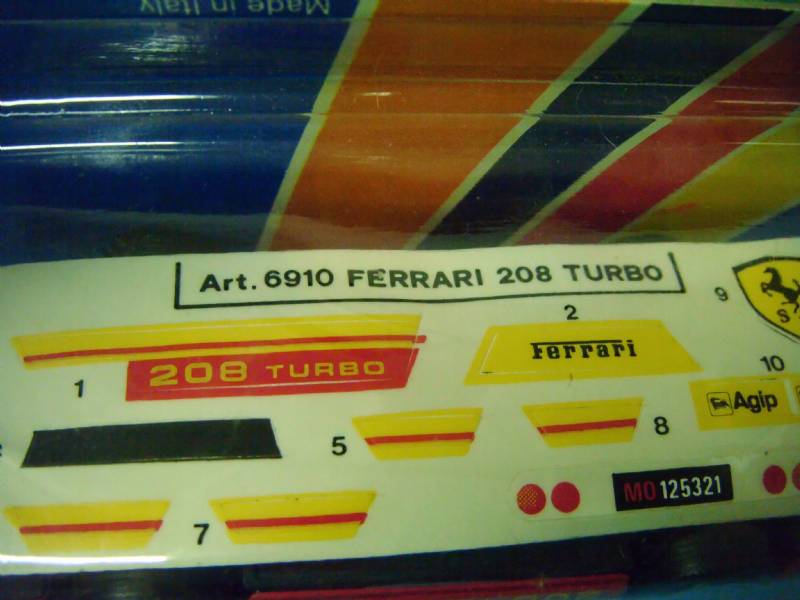 Made in Italy
Art. 6910 FERRARI 208 TURBO
9
S
2
Ferrari
208 TURBO
1
10
Agip
5
8
MO 125321
7